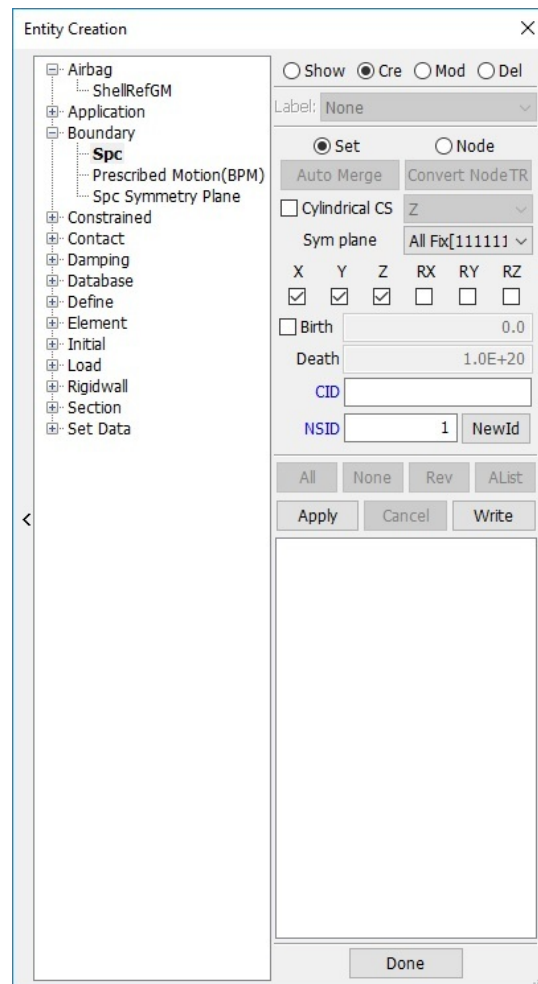 Entity Creation
Airbag
ShellRefGM
Application
Boundary
Spc
Prescribed Motion(BPM)
Spc Symmetry Plane
Constrained
Contact
Damping
Database
Define
Element
Initial
Load
Rigidwall
Section
Set Data
Show Cre Mod Del
Label: None
Set Node
Auto Merge Convert NodeTR
Cylindrical CS Z
Sym plane All Fix[111111
X Y Z RX RY RZ
Birth 0.0
Death 1.0E+20
CID
NSID 1 NewId
All None Rev AList
Apply Cancel Write
Done